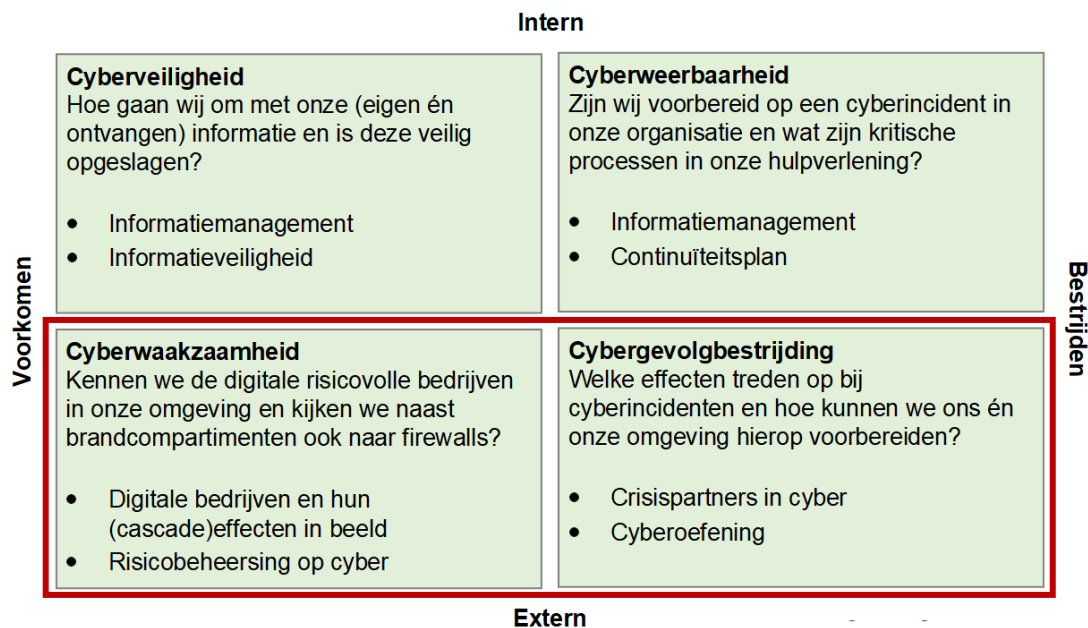 Intern
Cyberveiligheid
Hoe gaan wij om met onze (eigen én
ontvangen) informatie en is deze veilig
opgeslagen?
• Informatiemanagement
• Informatieveiligheid
Cyberweerbaarheid
Zijn wij voorbereid op een cyberincident in
onze organisatie en wat zijn kritische
processen in onze hulpverlening?
• Informatiemanagement
• Continuïteitsplan
Voorkomen
Bestrijden
Cyberwaakzaamheid
Kennen we de digitale risicovolle bedrijven
in onze omgeving en kijken we naast
brandcompartimenten ook naar firewalls?
• Digitale bedrijven en hun
(cascade)effecten in beeld
• Risicobeheersing op cyber
Cybergevolgbestrijding
Welke effecten treden op bij
cyberincidenten en hoe kunnen we ons én
onze omgeving hierop voorbereiden?
• Crisispartners in cyber
• Cyberoefening
Extern